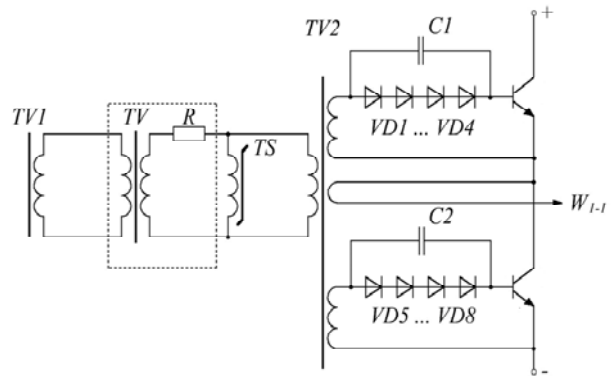 +
C1
TV2
VD1 ... VD4
TV1
TV
R
TS
W1-1
C2
VD5 ... VD8
-